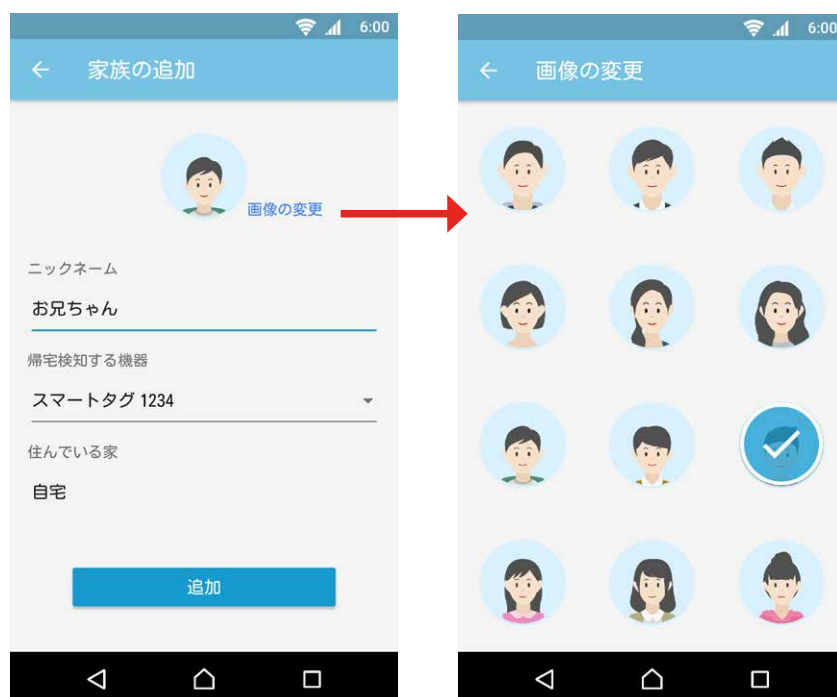 6:00
家族の追加
画像の変更
ニックネーム
お兄ちゃん
帰宅検知する機器
スマートタグ 1234
住んでいる家
自宅
追加
6:00
画像の変更